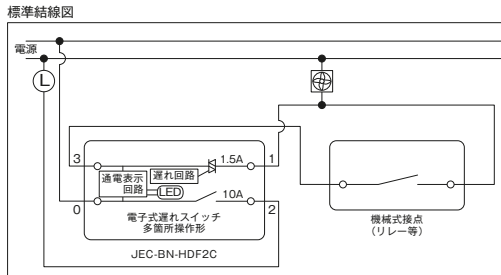 標準結線図
電源
L
3
1.5A
1
通電表示
回路
遅れ回路
LED
10A
0
2
電子式遅れスイッチ
多箇所操作形
機械式接点
(リレー等)
JEC-BN-HDF2C